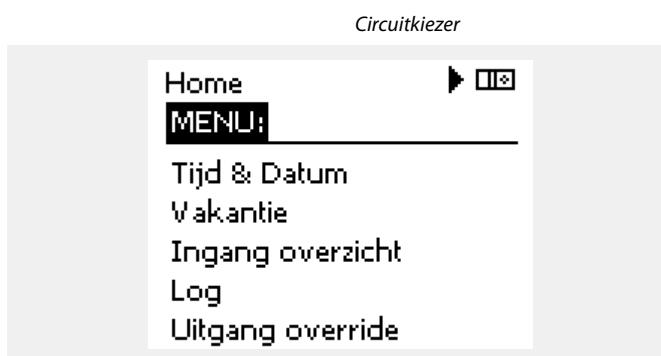 Circuitkiezer
Home
MENU:
Tijd & Datum
Vakantie
Ingang overzicht
Log
Uitgang override